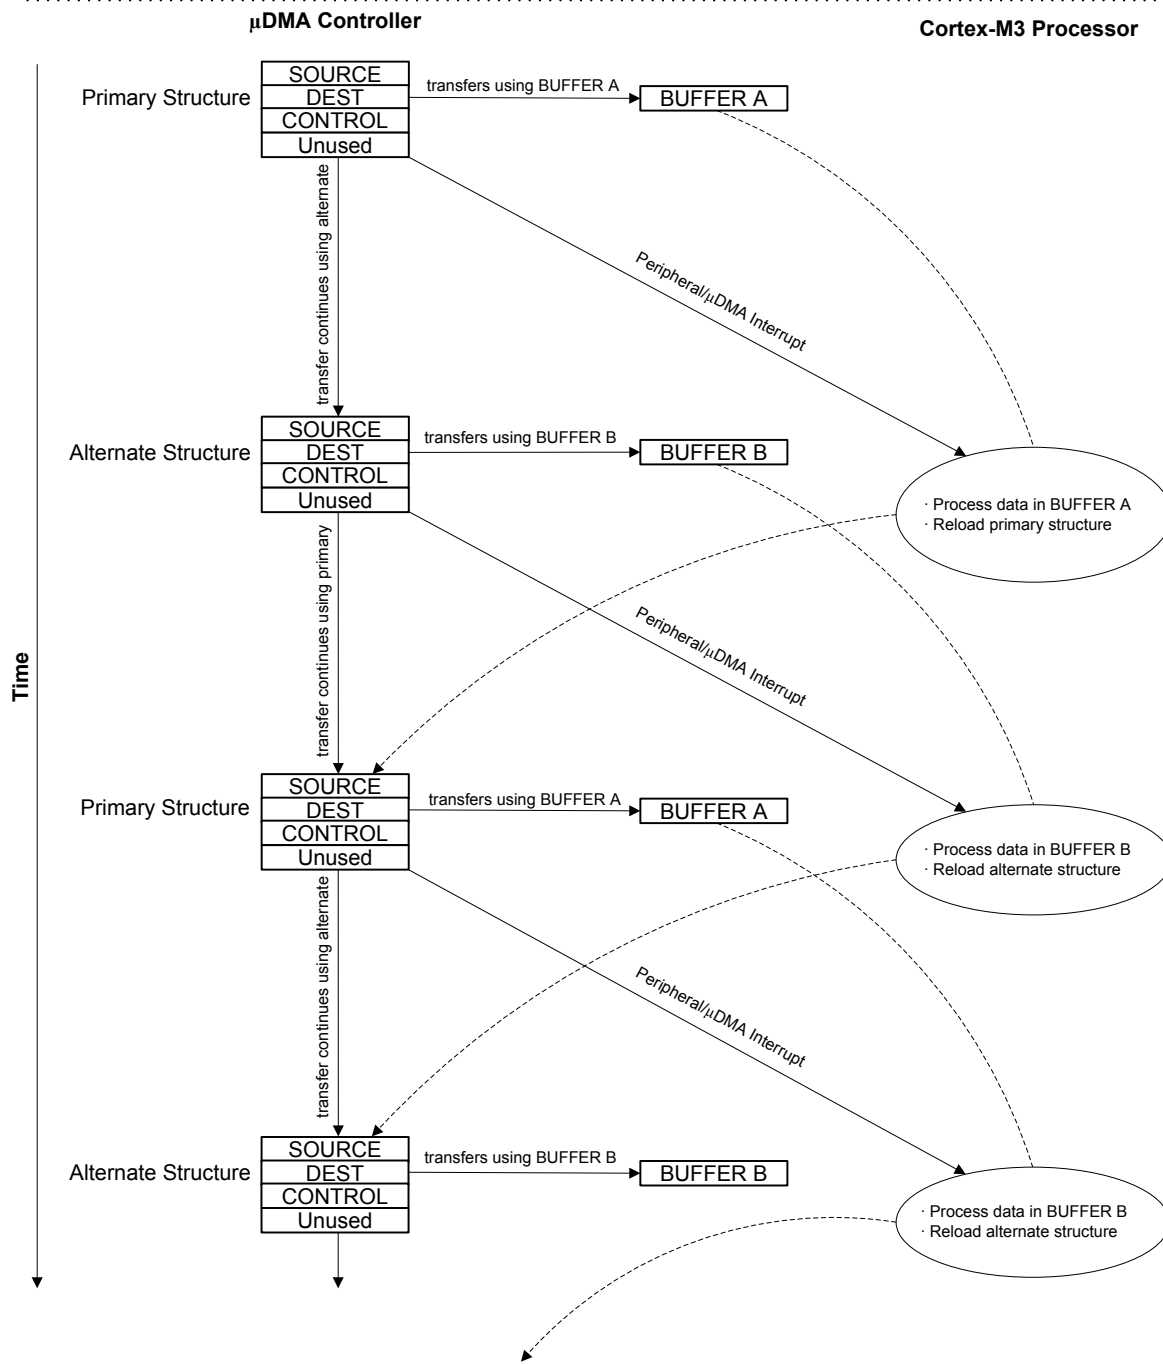 µDMA Controller
Cortex-M3 Processor
Primary Structure
SOURCE
DEST
CONTROL
Unused
transfers using BUFFER A
BUFFER A
transfer continues using alternate
Peripheral/µDMA Interrupt
Alternate Structure
SOURCE
DEST
CONTROL
Unused
transfers using BUFFER B
BUFFER B
· Process data in BUFFER A
· Reload primary structure
transfer continues using primary
Peripheral/µDMA Interrupt
Time
Primary Structure
SOURCE
DEST
CONTROL
Unused
transfers using BUFFER A
BUFFER A
· Process data in BUFFER B
· Reload alternate structure
transfer continues using alternate
Peripheral/µDMA Interrupt
Alternate Structure
SOURCE
DEST
CONTROL
Unused
transfers using BUFFER B
BUFFER B
· Process data in BUFFER B
· Reload alternate structure